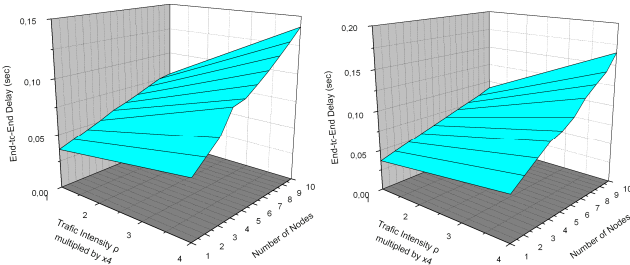 0,15
0,10
0,05
0,00
End-to-End Delay (sec)
1
2
3
4
Trafic Intensity ρ
multipled by x4
1 2 3 4 5 6 7 8 9 10
Number of Nodes
0,20
0,15
0,10
0,05
0,00
End-to-End Delay (sec)
1
2
3
4
Trafic Intensity ρ
multipled by x4
1 2 3 4 5 6 7 8 9 10
Number of Nodes